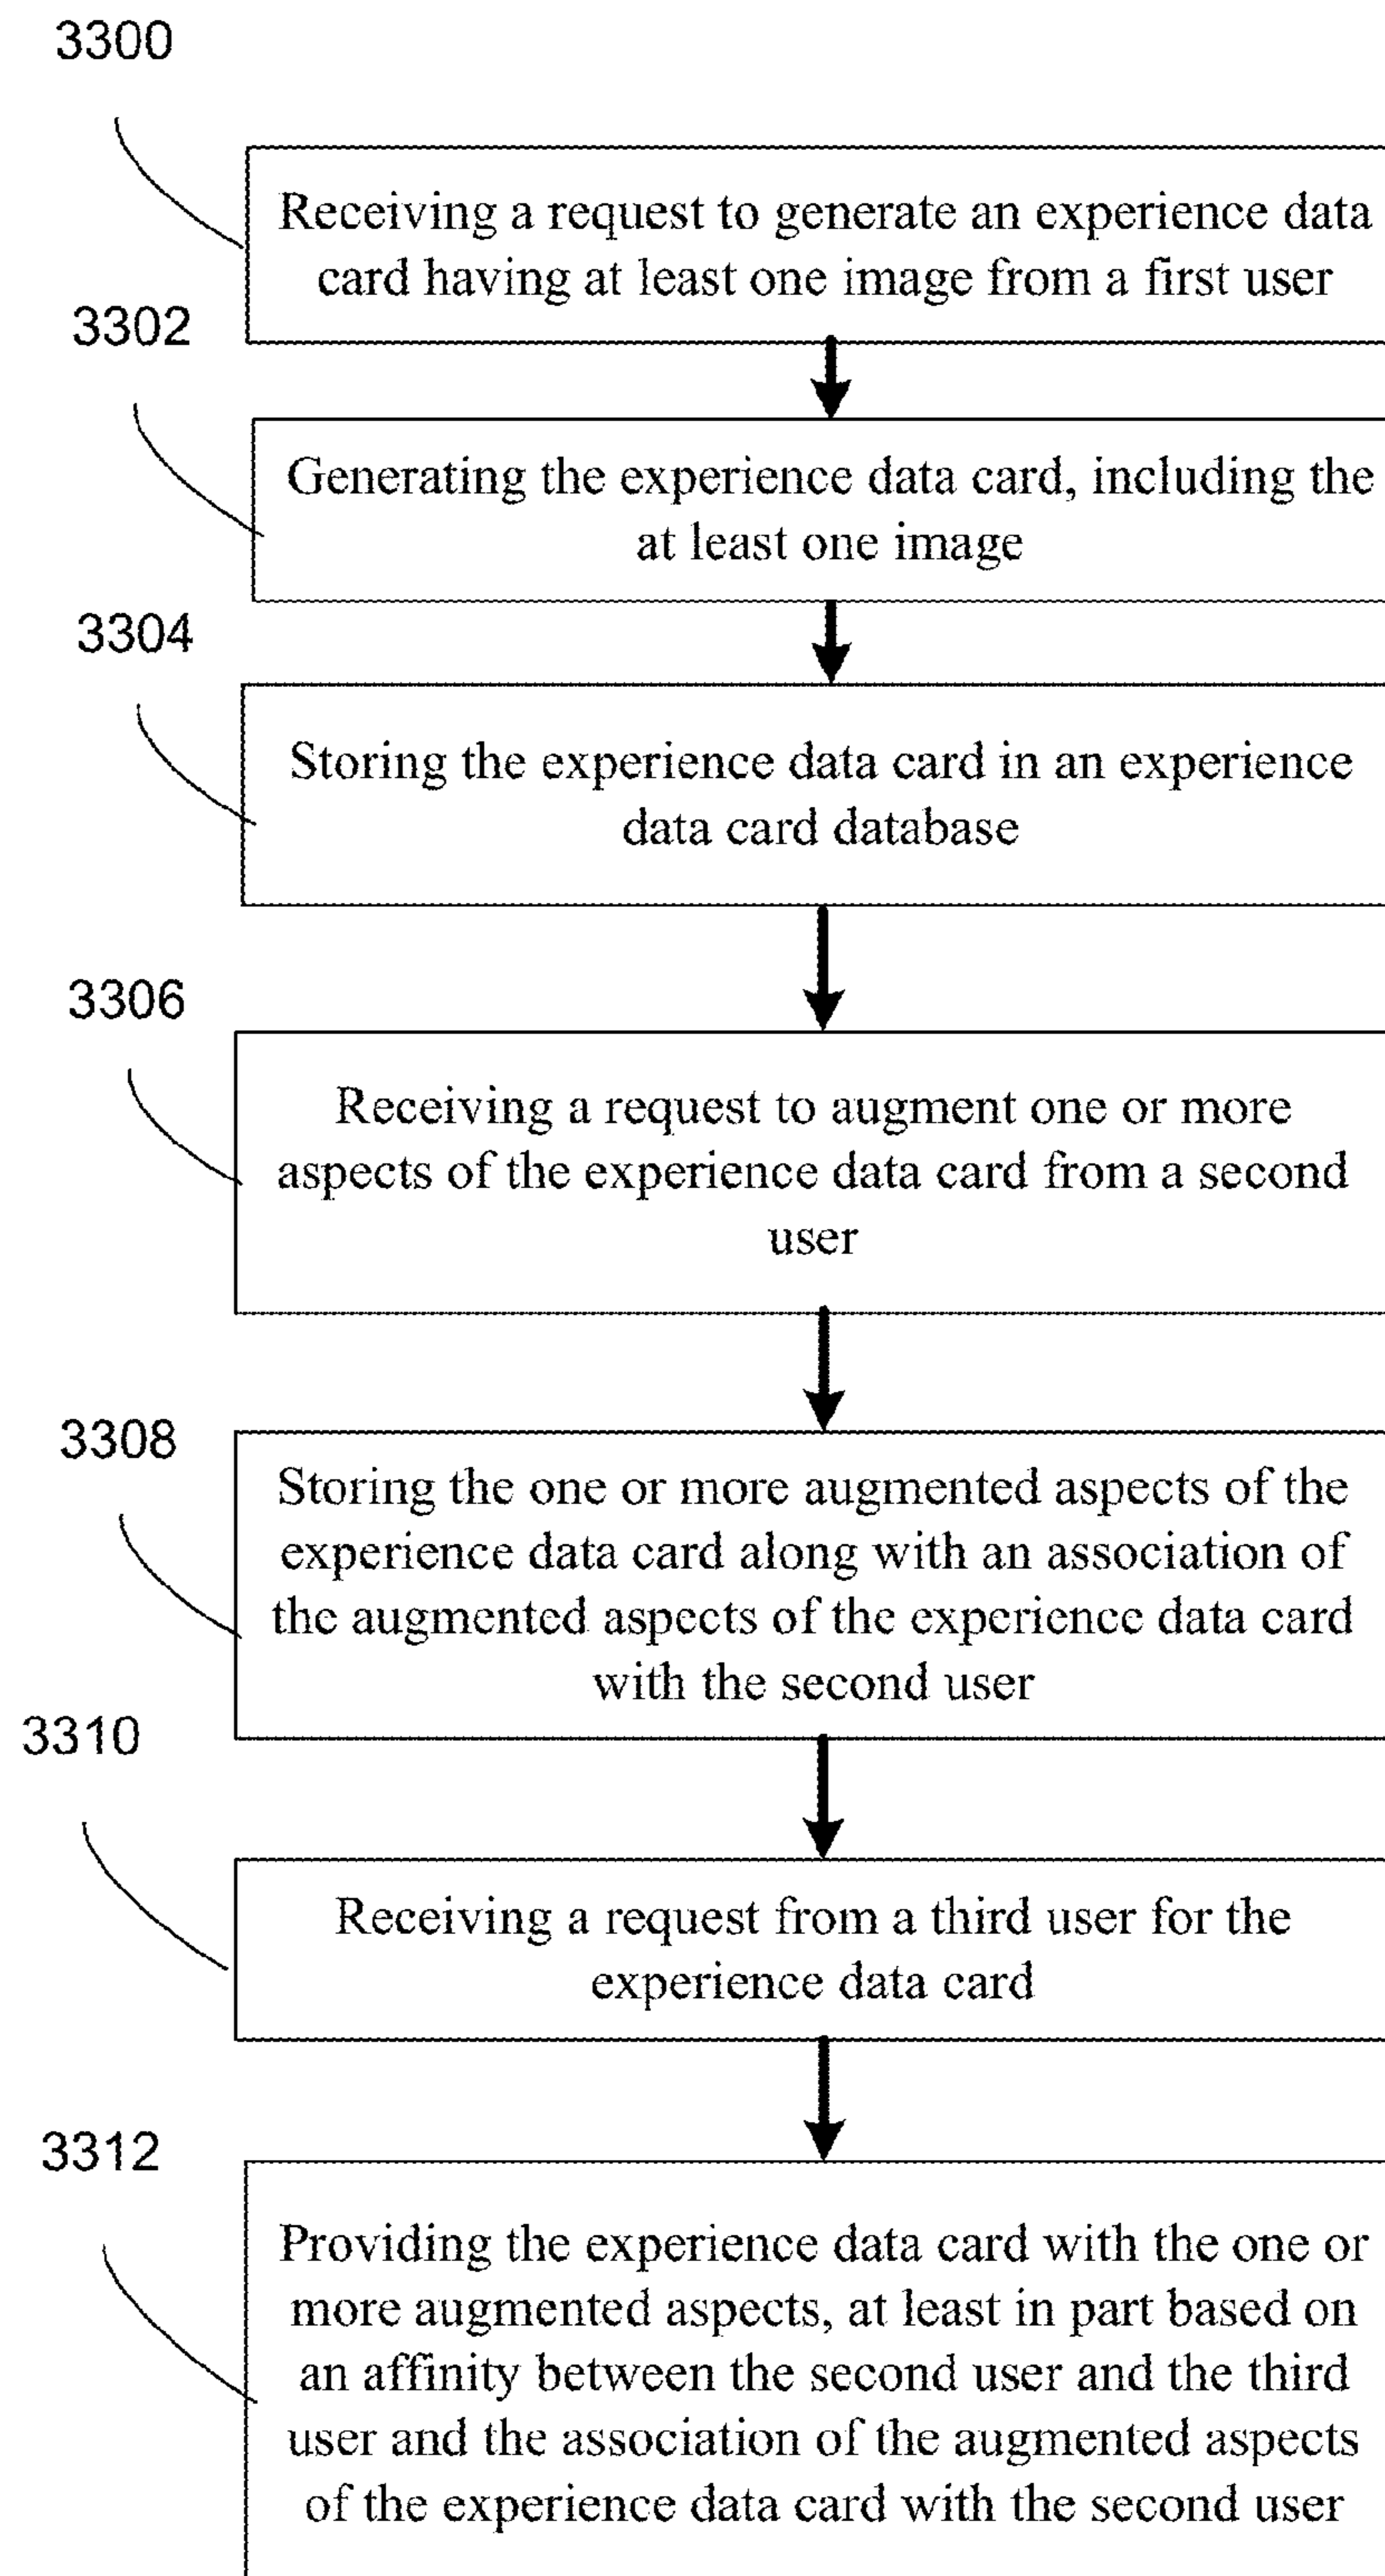 3300
Receiving a request to generate an experience data
card having at least one image from a first user
3302
Generating the experience data card, including the
at least one image
3304
Storing the experience data card in an experience
data card database
3306
Receiving a request to augment one or more
aspects of the experience data card from a second
user
3308
Storing the one or more augmented aspects of the
experience data card along with an association of
the augmented aspects of the experience data card
with the second user
3310
Receiving a request from a third user for the
experience data card
3312
Providing the experience data card with the one or
more augmented aspects, at least in part based on
an affinity between the second user and the third
user and the association of the augmented aspects
of the experience data card with the second user